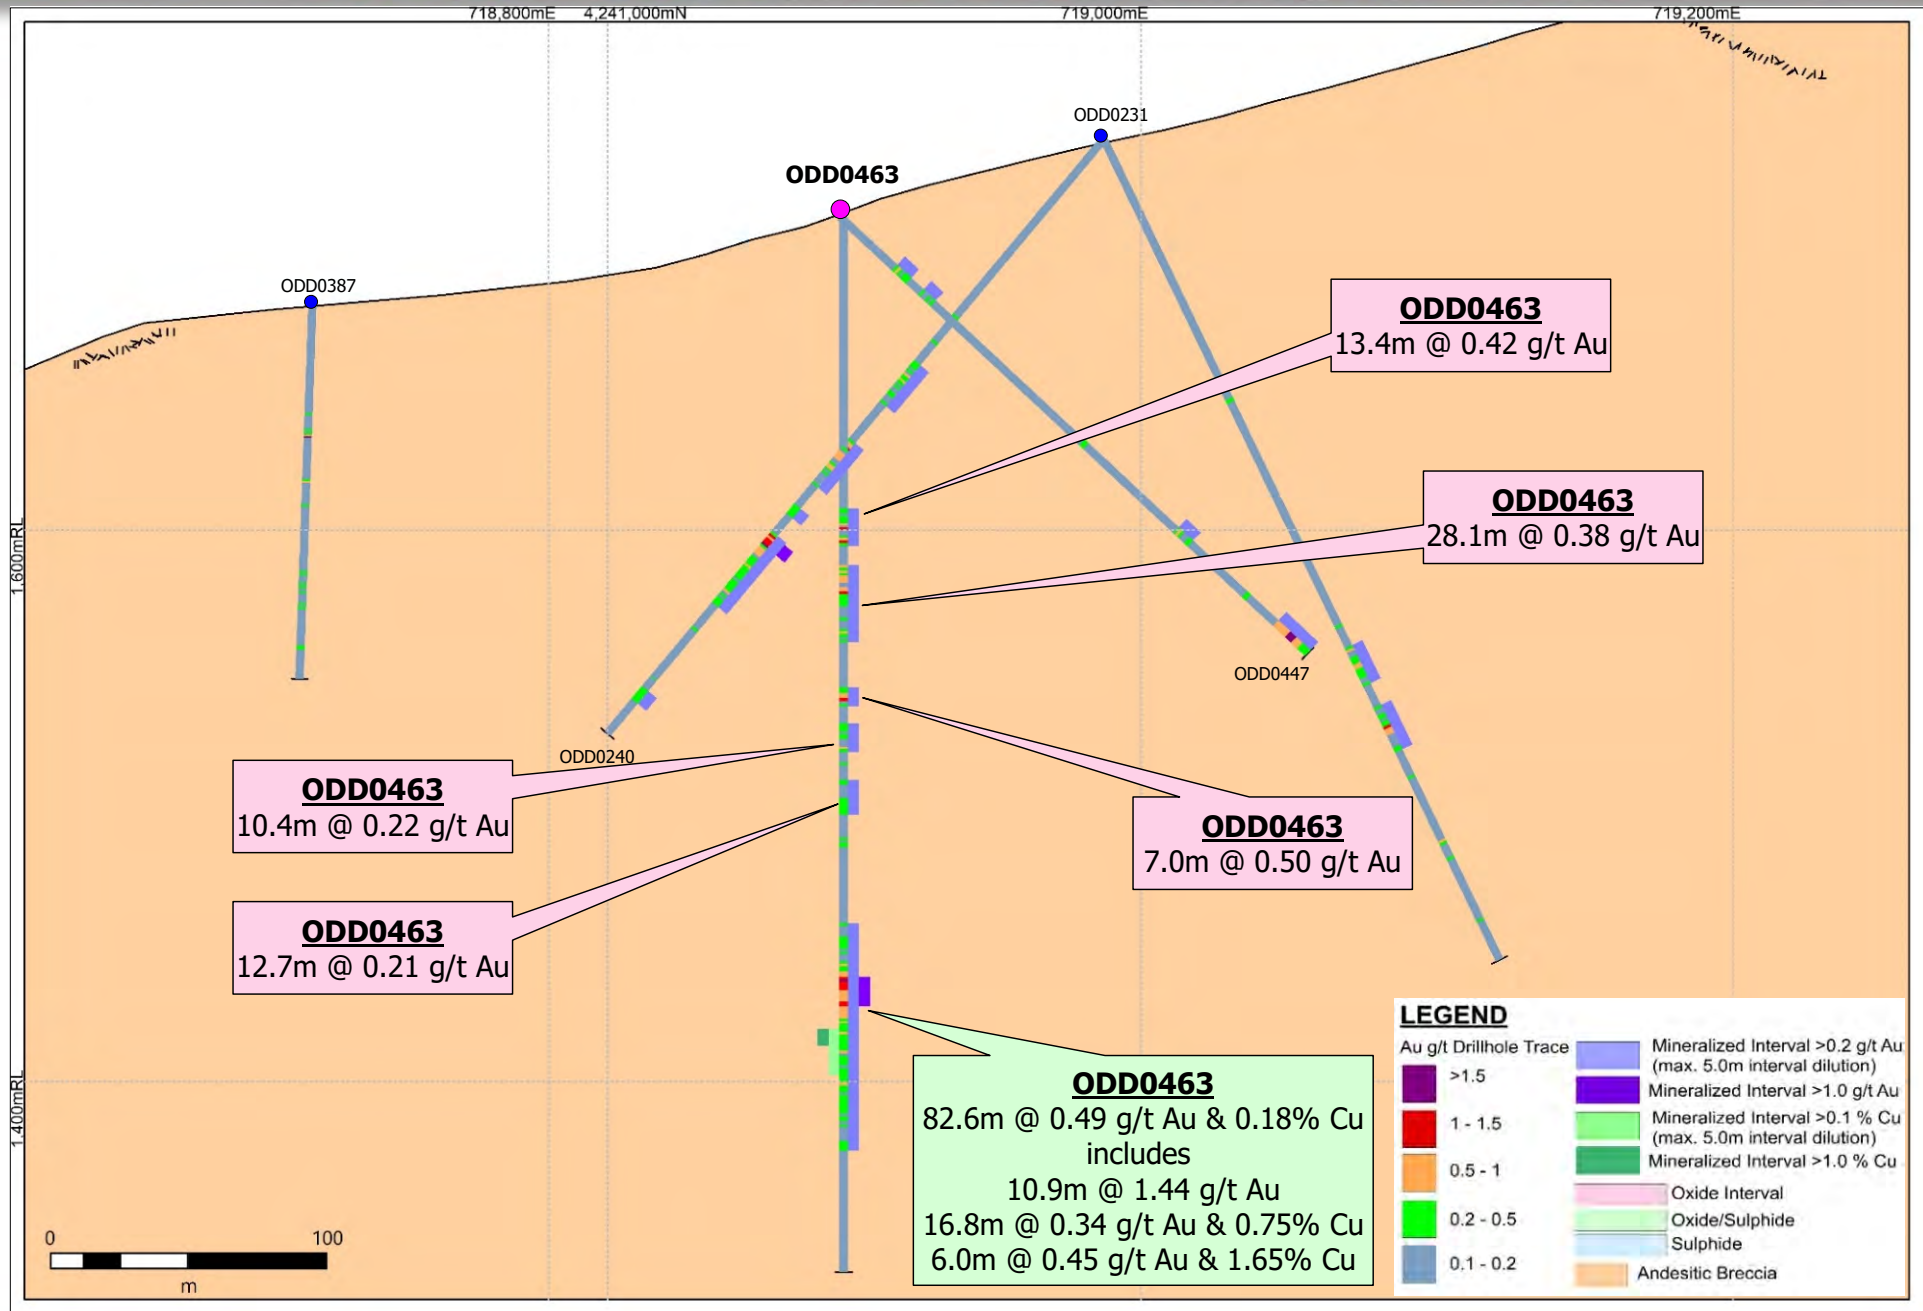 718,800mE 4,241,000mN 719,000mE 719,200mE
ODD0231
ODD0463
ODD0387
ODD0463
13.4m @ 0.42 g/t Au
ODD0463
28.1m @ 0.38 g/t Au
1,600mRL
ODD0447
ODD0240
ODD0463
10.4m @ 0.22 g/t Au
ODD0463
7.0m @ 0.50 g/t Au
ODD0463
12.7m @ 0.21 g/t Au
1,400mRL
ODD0463
82.6m @ 0.49 g/t Au & 0.18% Cu
includes
10.9m @ 1.44 g/t Au
16.8m @ 0.34 g/t Au & 0.75% Cu
6.0m @ 0.45 g/t Au & 1.65% Cu
LEGEND
Au g/t Drillhole Trace
>1.5
1 - 1.5
0.5 - 1
0.2 - 0.5
0.1 - 0.2
Mineralized Interval >0.2 g/t Au
(max. 5.0m interval dilution)
Mineralized Interval >1.0 g/t Au
Mineralized Interval >0.1 % Cu
(max. 5.0m interval dilution)
Mineralized Interval >1.0 % Cu
Oxide Interval
Oxide/Sulphide
Sulphide
Andesitic Breccia
0 100
m